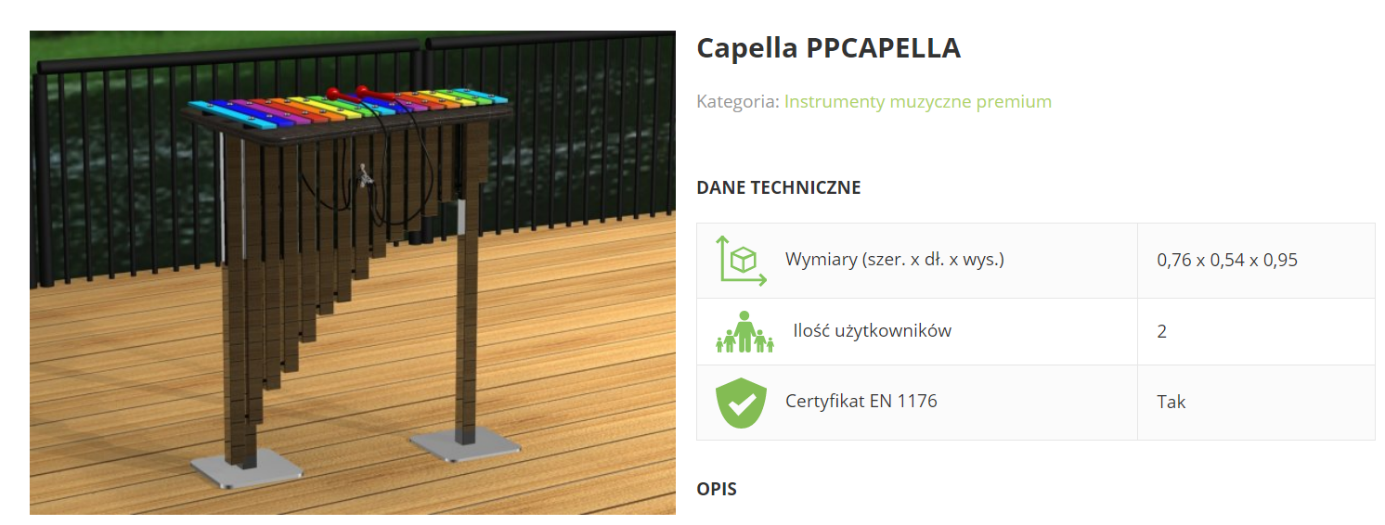 Capella PPCAPELLA
Kategoria: Instrumenty muzyczne premium
DANE TECHNICZNE
Wymiary (szer. x dł. x wys.) 0,76 x 0,54 x 0,95
Ilość użytkowników 2
Certyfikat EN 1176 Tak
OPIS